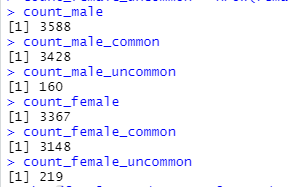 > count_male
[1] 3588
> count_male_common
[1] 3428
> count_male_uncommon
[1] 160
> count_female
[1] 3367
> count_female_common
[1] 3148
> count_female_uncommon
[1] 219